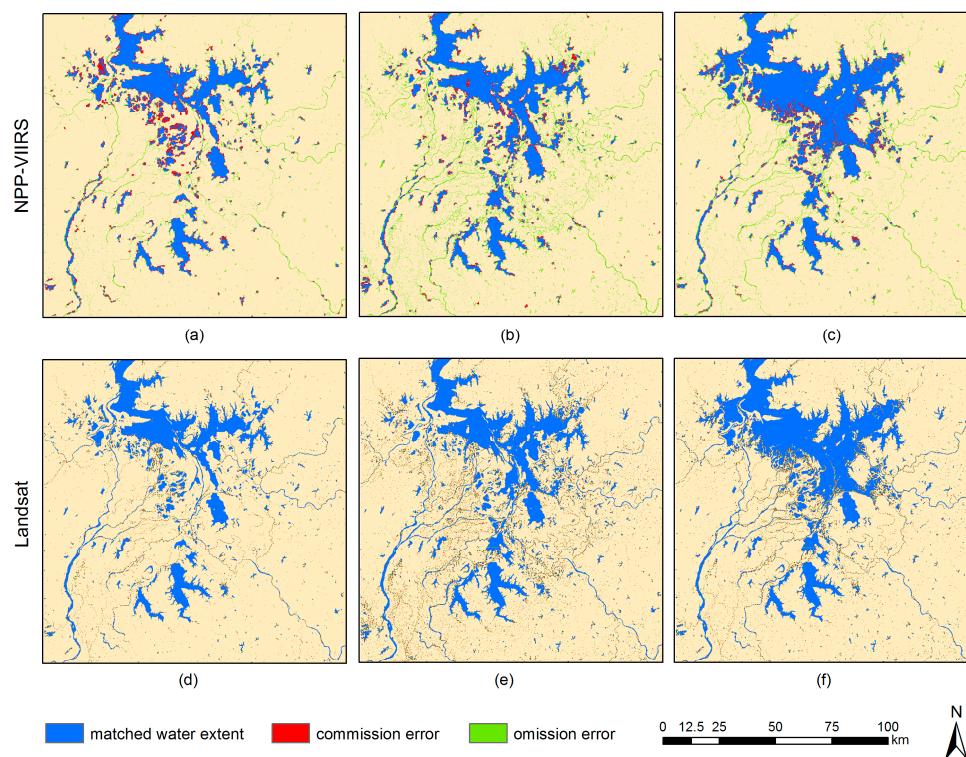 NPP-VIIRS
(a)
(b)
(c)
Landsat
(d)
(e)
(f)
matched water extent
commission error
omission error
0 12.5 25 50 75 100
km
N